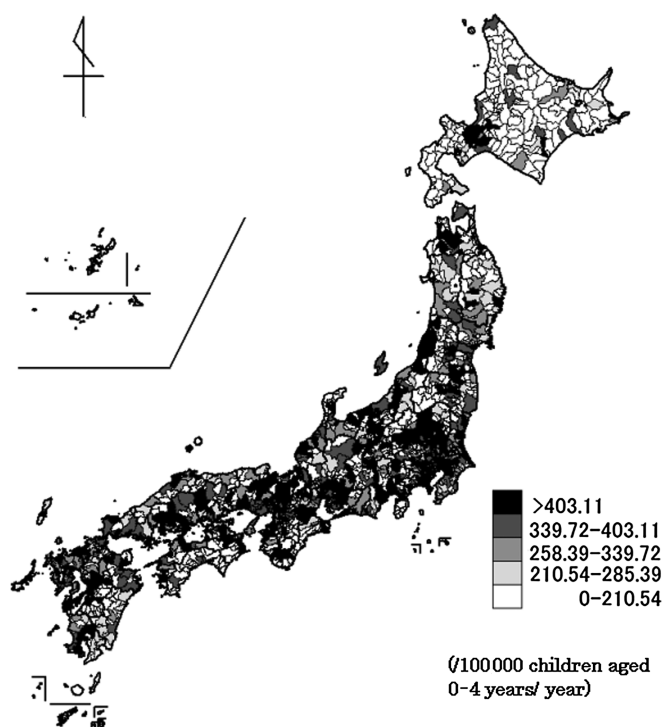 >403.11
339.72-403.11
258.39-339.72
210.54-285.39
0-210.54
(/100000 children aged
0-4 years/ year)